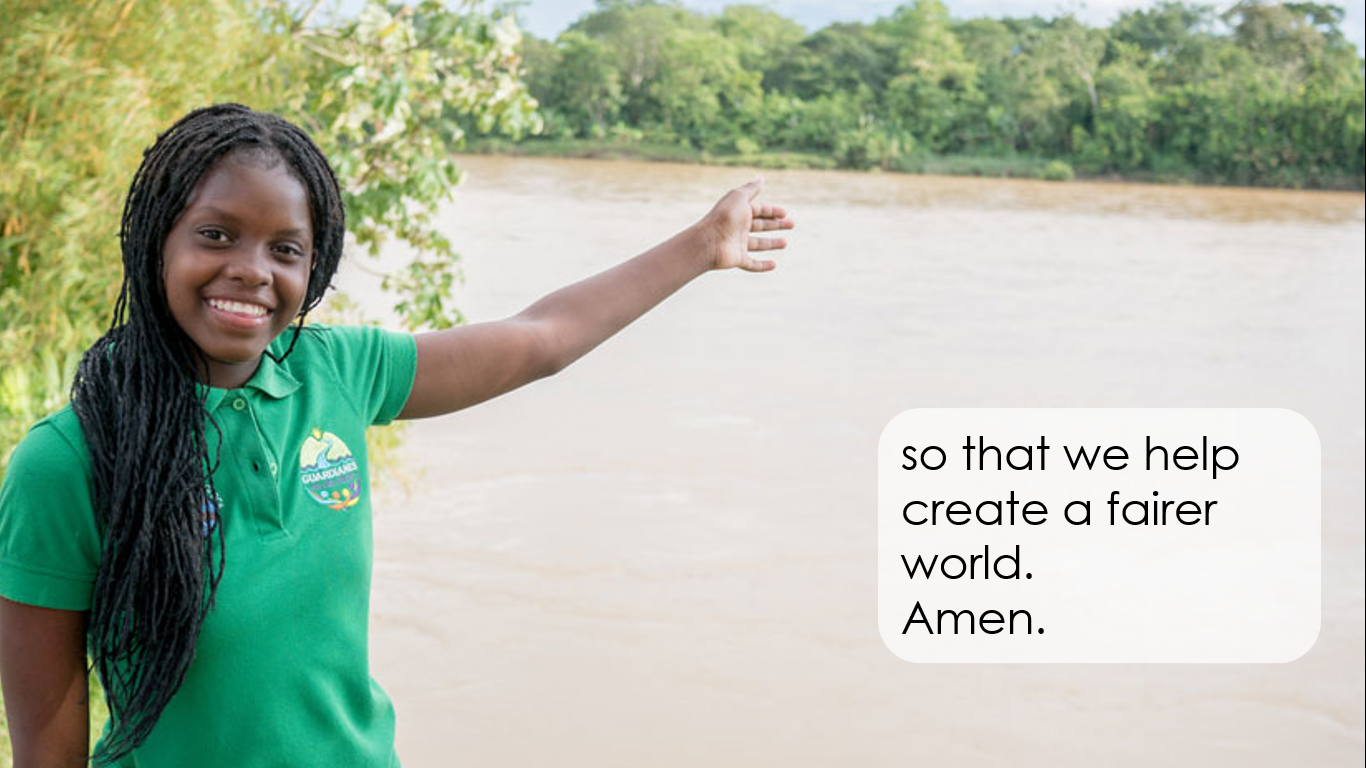 GUARDIANES
so that we help
create a fairer
world.
Amen.